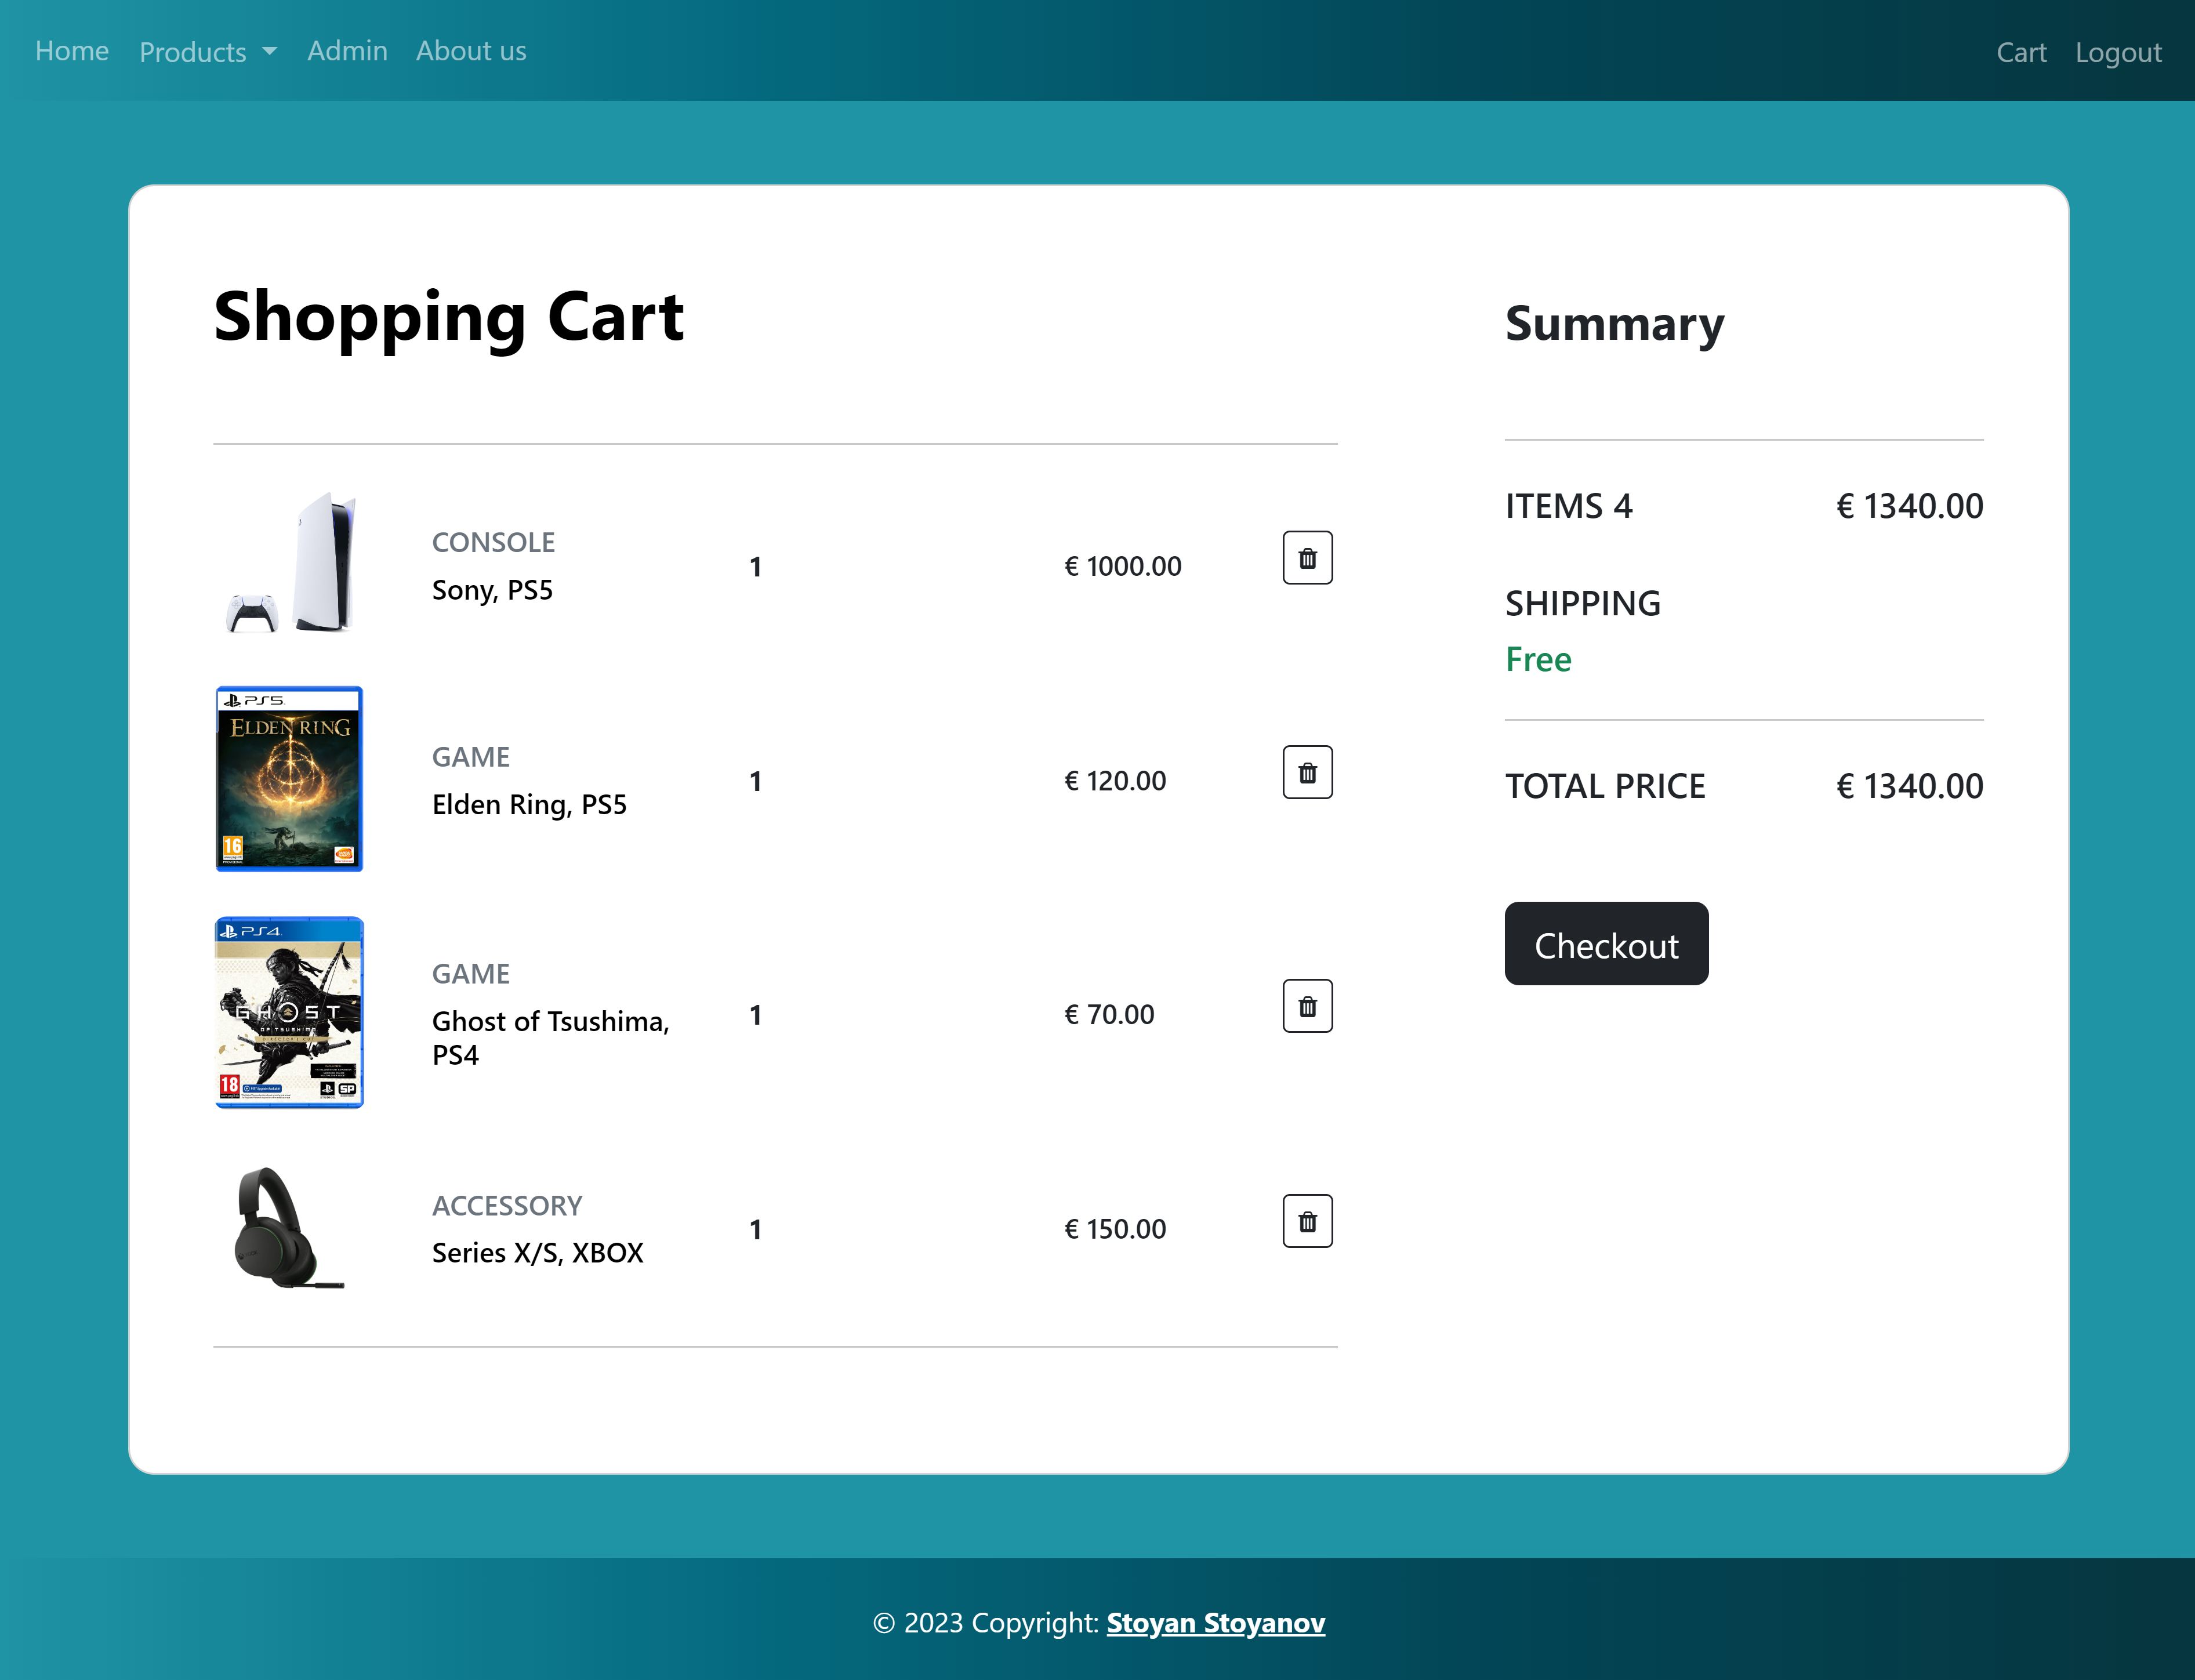 Home Products Admin About us Cart Logout
Shopping Cart
Summary
CONSOLE
Sony, PS5
1
€ 1000.00
PS5
ELDEN RING
16
GAME
Elden Ring, PS5
1
€ 120.00
PS4
GHOST
OF TSUSHIMA
DIRECTOR'S CUT
18
SP
GAME
Ghost of Tsushima,
PS4
1
€ 70.00
ACCESSORY
Series X/S, XBOX
1
€ 150.00
ITEMS 4 € 1340.00
SHIPPING
Free
TOTAL PRICE € 1340.00
Checkout
© 2023 Copyright: Stoyan Stoyanov